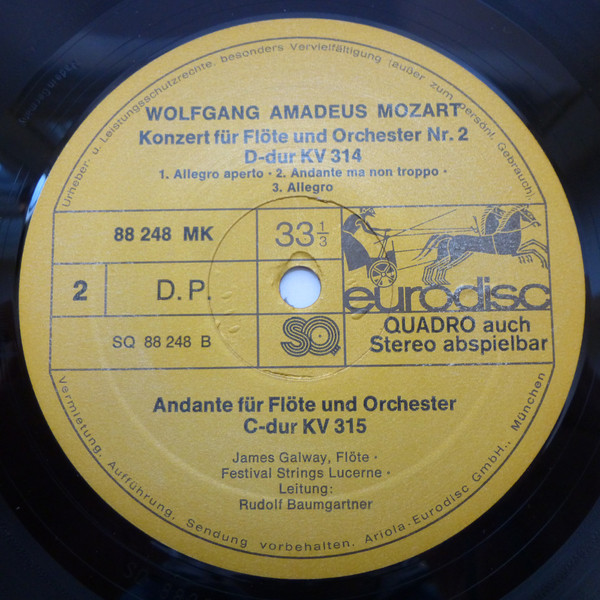 Urheber- u. Leistungsschutzrechte, besonders Vervielfältigung (außer zum persönl. Gebrauch),
WOLFGANG AMADEUS MOZART
Konzert für Flöte und Orchester Nr. 2
D-dur KV 314
1. Allegro aperto · 2. Andante ma non troppo ·
3. Allegro
88 248 MK
33 1/3
2
D. P.
eurodisc
SQ 88 248 B
SQ
QUADRO auch
Stereo abspielbar
Andante für Flöte und Orchester
C-dur KV 315
James Galway, Flöte ·
Festival Strings Lucerne ·
Leitung:
Rudolf Baumgartner
Vermietung, Aufführung, Sendung vorbehalten. Ariola-Eurodisc GmbH., München